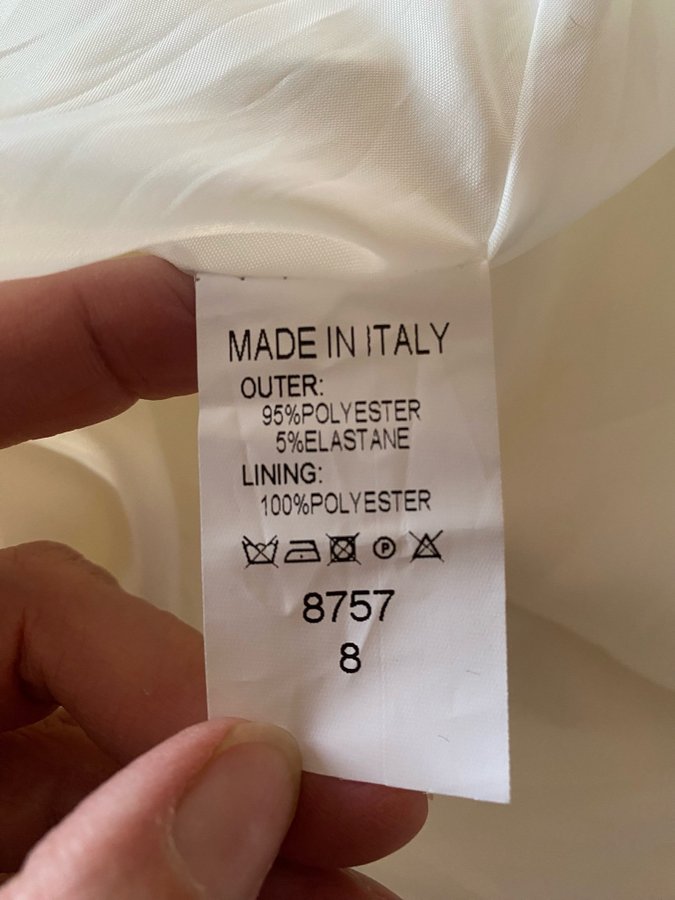 MADE IN ITALY
OUTER:
95%POLYESTER
5%ELASTANE
LINING:
100%POLYESTER
P
8757
8